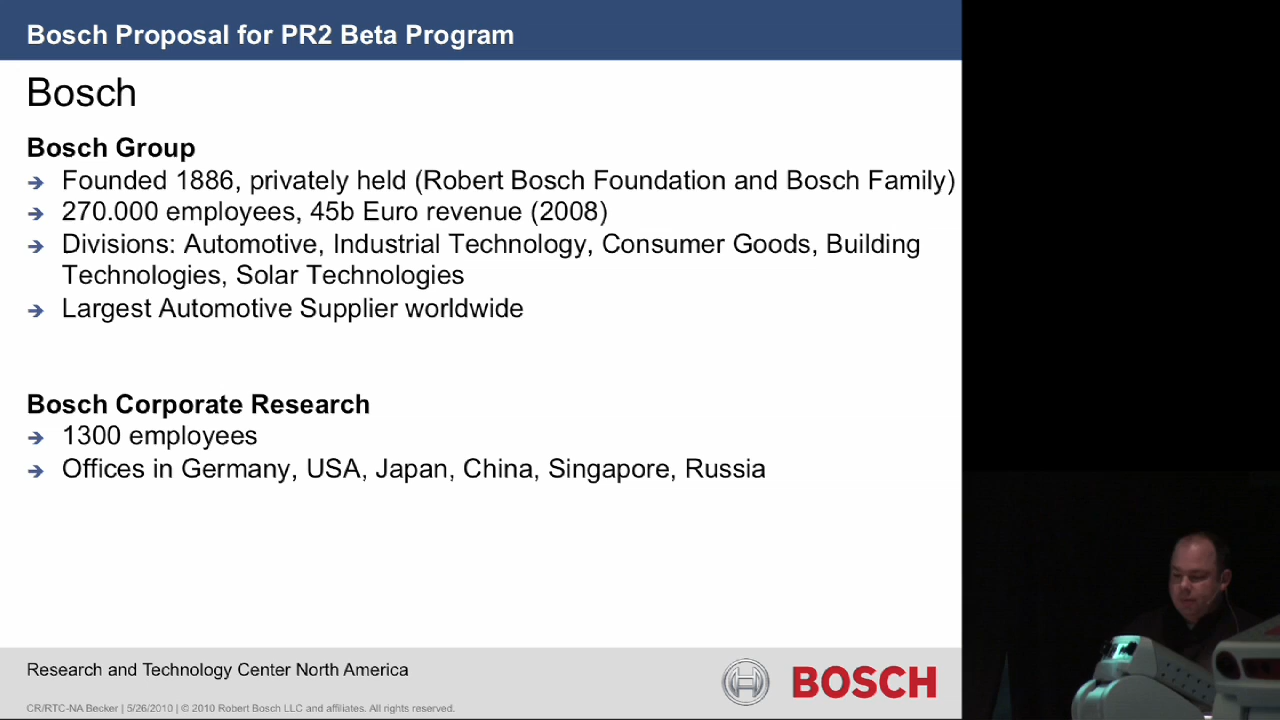 Bosch Proposal for PR2 Beta Program
Bosch
Bosch Group
Founded 1886, privately held (Robert Bosch Foundation and Bosch Family)
270.000 employees, 45b Euro revenue (2008)
Divisions: Automotive, Industrial Technology, Consumer Goods, Building
Technologies, Solar Technologies
Largest Automotive Supplier worldwide
Bosch Corporate Research
1300 employees
Offices in Germany, USA, Japan, China, Singapore, Russia
Research and Technology Center North America
BOSCH
CR/RTC-NA Becker | 5/26/2010 | © 2010 Robert Bosch LLC and affiliates. All rights reserved.